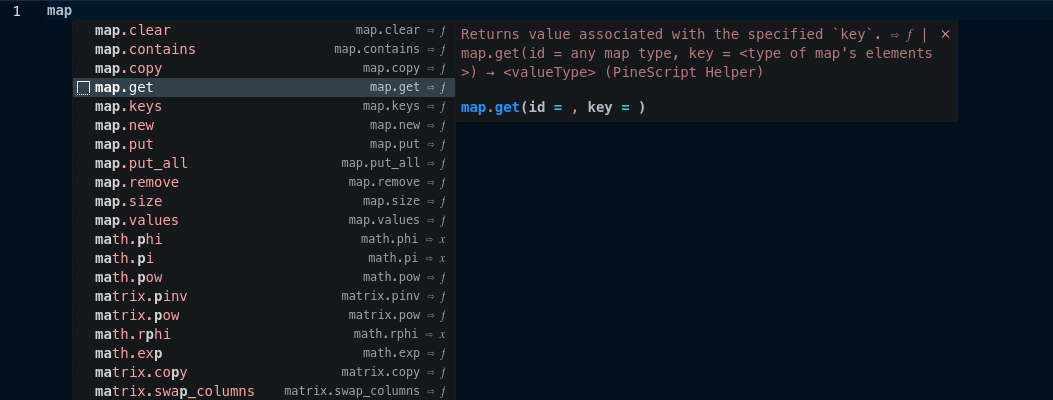 1 map
map.clear map.clear ⇨ ƒ
map.contains map.contains ⇨ ƒ
map.copy map.copy ⇨ ƒ
map.get map.get ⇨ ƒ
map.keys map.keys ⇨ ƒ
map.new map.new ⇨ ƒ
map.put map.put ⇨ ƒ
map.put_all map.put_all ⇨ ƒ
map.remove map.remove ⇨ ƒ
map.size map.size ⇨ ƒ
map.values map.values ⇨ ƒ
math.phi math.phi ⇨ x
math.pi math.pi ⇨ x
math.pow math.pow ⇨ ƒ
matrix.pinv matrix.pinv ⇨ ƒ
matrix.pow matrix.pow ⇨ ƒ
math.rphi math.rphi ⇨ x
math.exp math.exp ⇨ ƒ
matrix.copy matrix.copy ⇨ ƒ
matrix.swap_columns matrix.swap_columns ⇨ ƒ
Returns value associated with the specified `key`. ⇨ ƒ |
map.get(id = any map type, key = <type of map's elements
>) → <valueType> (PineScript Helper)
map.get(id = , key = )